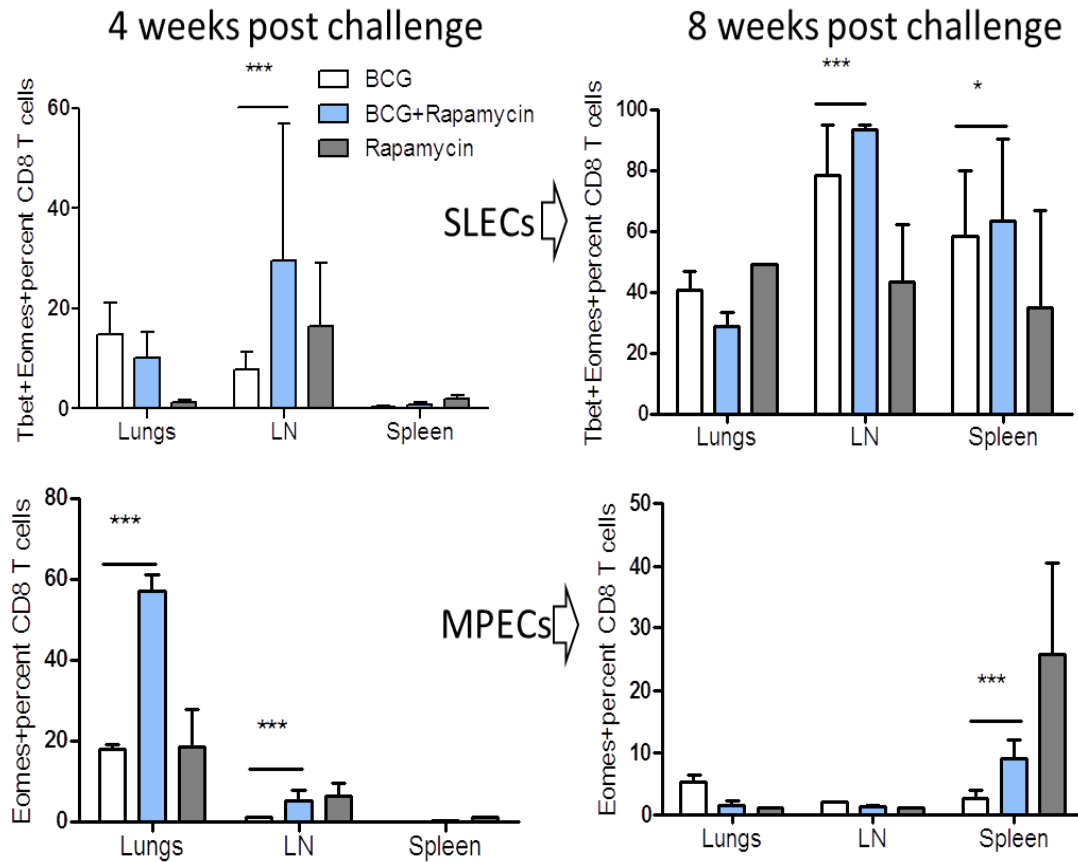 4 weeks post challenge
8 weeks post challenge
Tbet+Eomes+percent CD8 T cells
60
40
20
0
***
BCG
BCG+Rapamycin
Rapamycin
Lungs LN Spleen
SLECs
Tbet+Eomes+percent CD8 T cells
100
80
60
40
20
0
***
*
Lungs LN Spleen
Eomes+percent CD8 T cells
80
60
40
20
0
***
***
Lungs LN Spleen
MPECs
Eomes+percent CD8 T cells
50
40
30
20
10
0
***
Lungs LN Spleen